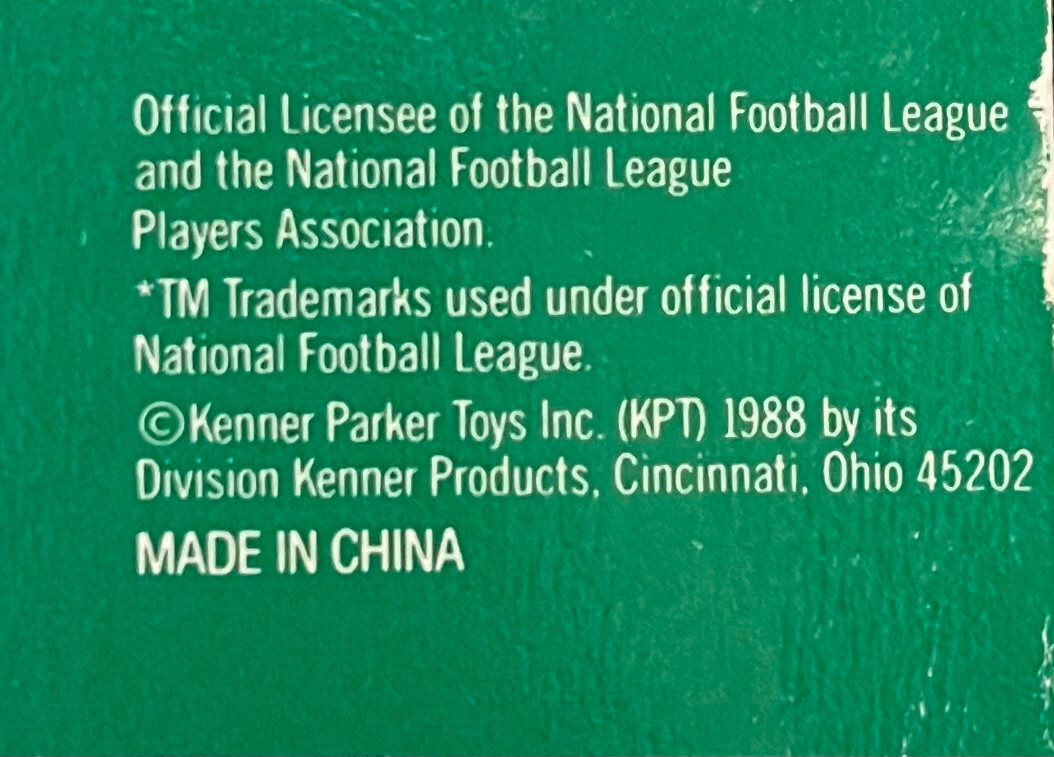 Official Licensee of the National Football League
and the National Football League
Players Association.
*TM Trademarks used under official license of
National Football League.
©Kenner Parker Toys Inc. (KPT) 1988 by its
Division Kenner Products, Cincinnati, Ohio 45202
MADE IN CHINA